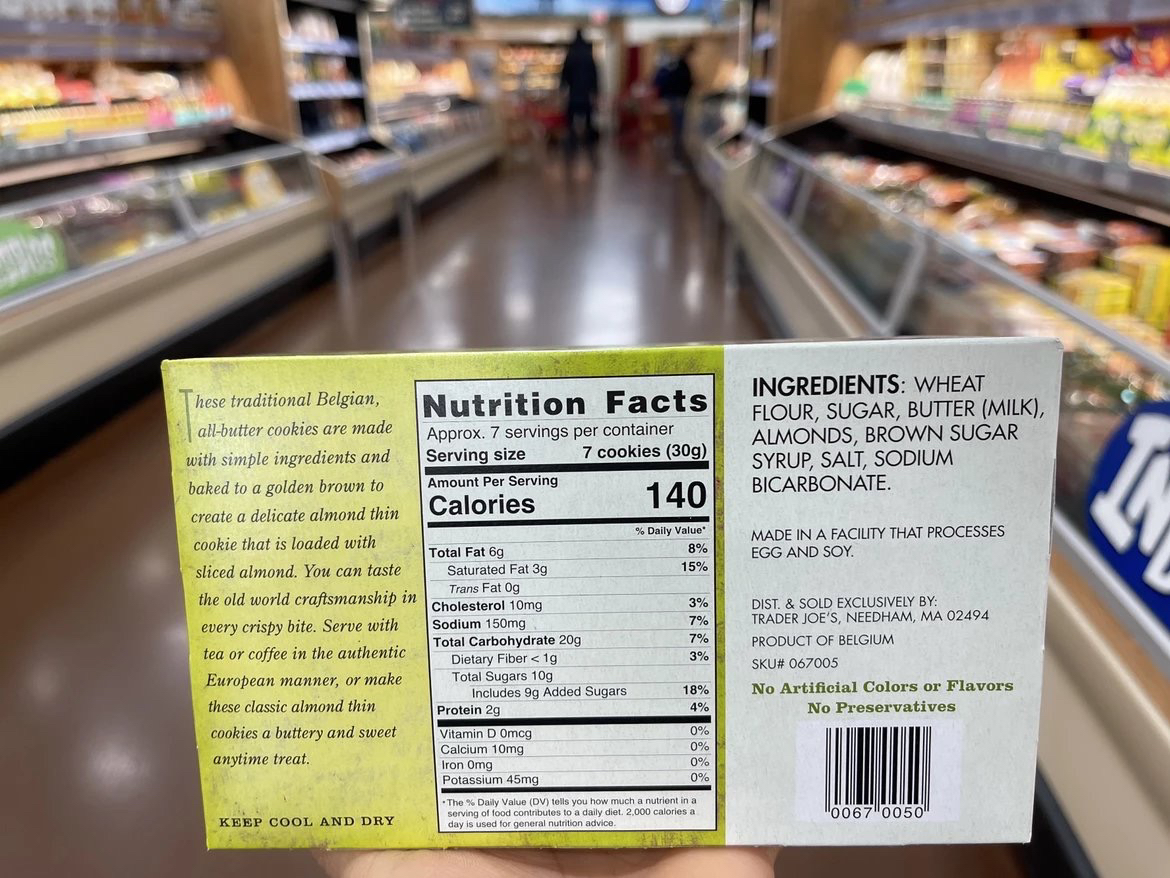 These traditional Belgian,
all-butter cookies are made
with simple ingredients and
baked to a golden brown to
create a delicate almond thin
cookie that is loaded with
sliced almond. You can taste
the old world craftsmanship in
every crispy bite. Serve with
tea or coffee in the authentic
European manner, or make
these classic almond thin
cookies a buttery and sweet
anytime treat.
KEEP COOL AND DRY
Nutrition Facts
Approx. 7 servings per container
Serving size 7 cookies (30g)
Amount Per Serving
Calories 140
% Daily Value*
Total Fat 6g 8%
Saturated Fat 3g 15%
Trans Fat 0g
Cholesterol 10mg 3%
Sodium 150mg 7%
Total Carbohydrate 20g 7%
Dietary Fiber < 1g 3%
Total Sugars 10g
Includes 9g Added Sugars 18%
Protein 2g 4%
Vitamin D 0mcg 0%
Calcium 10mg 0%
Iron 0mg 0%
Potassium 45mg 0%
*The % Daily Value (DV) tells you how much a nutrient in a
serving of food contributes to a daily diet. 2,000 calories a
day is used for general nutrition advice.
INGREDIENTS: WHEAT
FLOUR, SUGAR, BUTTER (MILK),
ALMONDS, BROWN SUGAR
SYRUP, SALT, SODIUM
BICARBONATE.
MADE IN A FACILITY THAT PROCESSES
EGG AND SOY.
DIST. & SOLD EXCLUSIVELY BY:
TRADER JOE'S, NEEDHAM, MA 02494
PRODUCT OF BELGIUM
SKU# 067005
No Artificial Colors or Flavors
No Preservatives
0067 0050